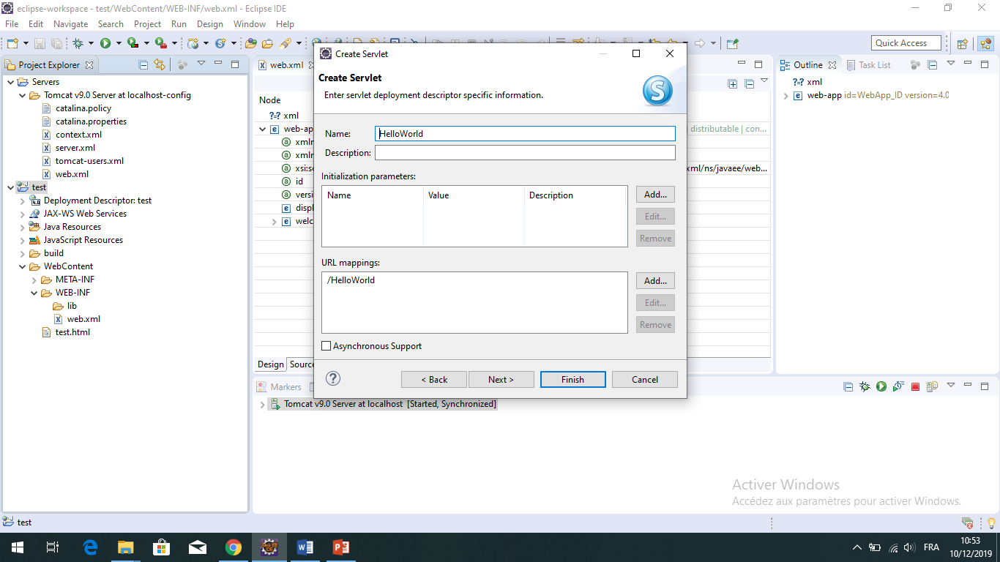 eclipse-workspace - test/WebContent/WEB-INF/web.xml - Eclipse IDE
File Edit Navigate Search Project Run Design Window Help
Quick Access
Project Explorer
Servers
Tomcat v9.0 Server at localhost-config
catalina.policy
catalina.properties
context.xml
server.xml
tomcat-users.xml
web.xml
test
Deployment Descriptor: test
JAX-WS Web Services
Java Resources
JavaScript Resources
build
WebContent
META-INF
WEB-INF
lib
web.xml
test.html
web.xml
Node
?-? xml
web-ap
xmlr
xmlr
xsi:s
id
versi
displ
welc
distributable | con...
xml/ns/javaee/web...
Design Source
Create Servlet
Create Servlet
Enter servlet deployment descriptor specific information.
Name: HelloWorld
Description:
Initialization parameters:
Name Value Description
Add...
Edit...
Remove
URL mappings:
/HelloWorld
Add...
Edit...
Remove
Asynchronous Support
? < Back Next > Finish Cancel
Outline Task List
?-? xml
web-app id=WebApp_ID version=4.0
Markers
Tomcat v9.0 Server at localhost [Started, Synchronized]
Activer Windows
Accédez aux paramètres pour activer Windows.
test
FRA
10:53
10/12/2019